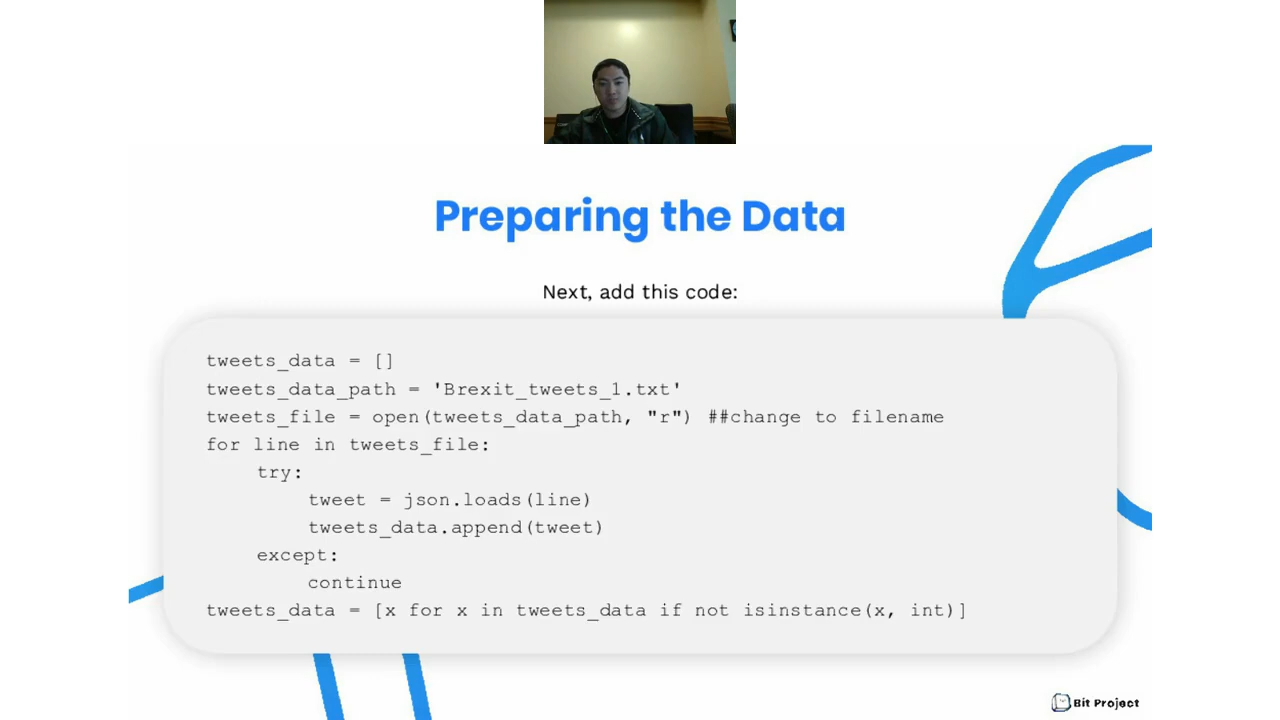 Preparing the Data
Next, add this code:
tweets_data = []
tweets_data_path = 'Brexit_tweets_1.txt'
tweets_file = open(tweets_data_path, "r") ##change to filename
for line in tweets_file:
    try:
        tweet = json.loads(line)
        tweets_data.append(tweet)
    except:
        continue
tweets_data = [x for x in tweets_data if not isinstance(x, int)]
Bit Project